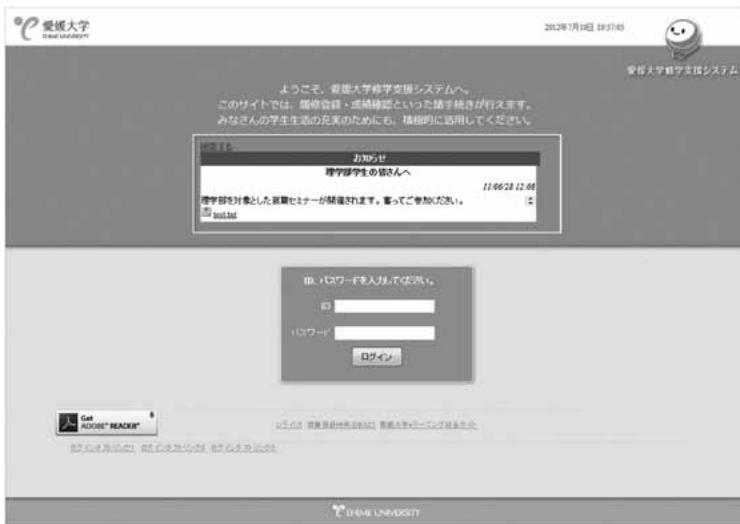 愛媛大学
EHIME UNIVERSITY
2012年7月18日
愛媛大学修学支援システム
ようこそ、愛媛大学修学支援システムへ。
このサイトでは、履修登録・成績確認といった諸手続きが行えます。
みなさんの学生生活の充実のためにも、積極的に活用してください。
お知らせ
理学部学生の皆さんへ
11/06/28 12:08
理学部を対象とした就職セミナーが開催されます。奮ってご参加ください。
test.txt
ID、パスワードを入力してください。
ID
パスワード
ログイン
Get
ADOBE® READER®
EHIME UNIVERSITY